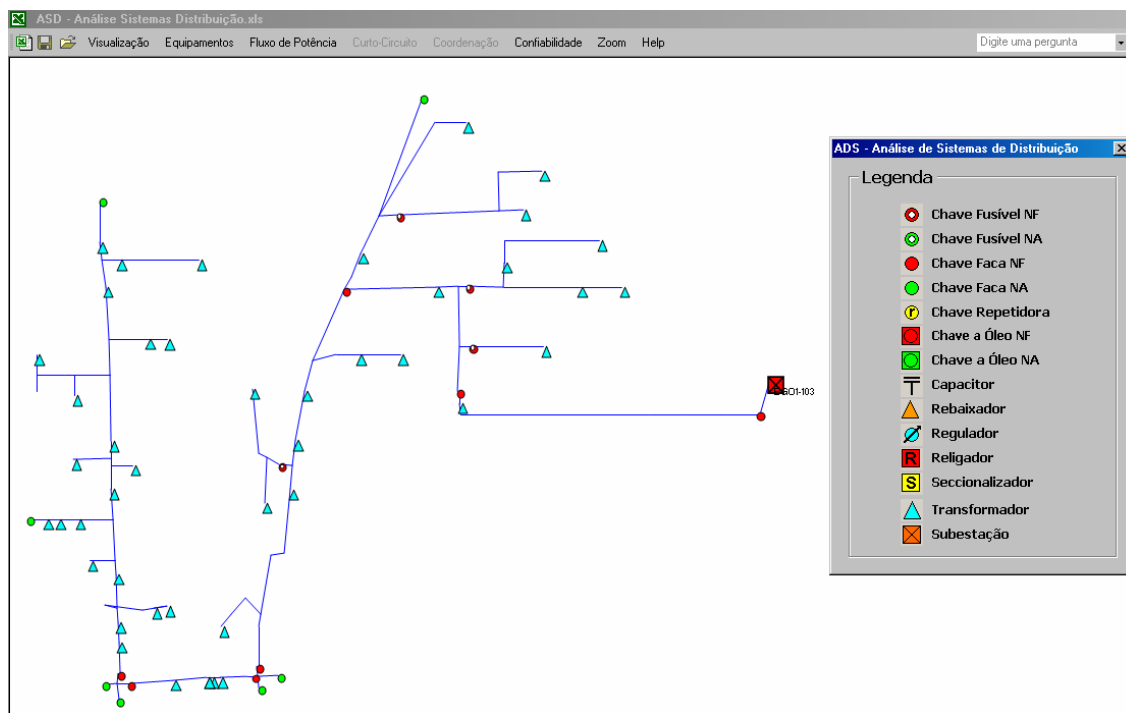 ASD - Análise Sistemas Distribuição.xls
Visualização Equipamentos Fluxo de Potência Curto-Circuito Coordenação Confiabilidade Zoom Help Digite uma pergunta
ADS - Análise de Sistemas de Distribuição
Legenda
Chave Fusível NF
Chave Fusível NA
Chave Faca NF
Chave Faca NA
r Chave Repetidora
Chave a Óleo NF
Chave a Óleo NA
Capacitor
Rebaixador
Regulador
R Religador
S Seccionalizador
Transformador
Subestação